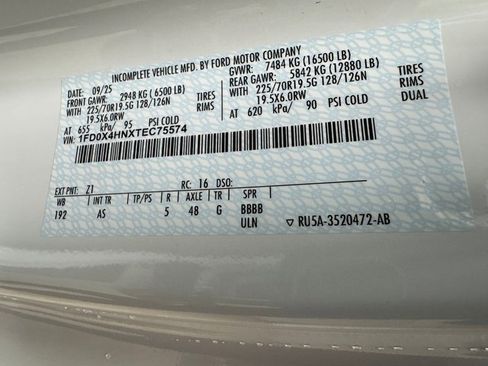 INCOMPLETE VEHICLE MFD. BY FORD MOTOR COMPANY
DATE: 09/25 GVWR: 7484 KG (16500 LB)
FRONT GAWR: 2948 KG (6500 LB) REAR GAWR: 5842 KG (12880 LB)
225/70R19.5G 128/126N TIRES 225/70R19.5G 128/126N TIRES
19.5X6.0RW RIMS 19.5X6.0RW RIMS
AT 655 kPa/ 95 PSI COLD AT 620 kPa/ 90 PSI COLD DUAL
VIN: 1FD0X4HNXTEC75574
EXT PNT: Z1 RC: 16 DSO:
WB INT TR TP/PS R AXLE TR SPR
192 AS 5 48 G BBBB
ULN ▽ RU5A-3520472-AB